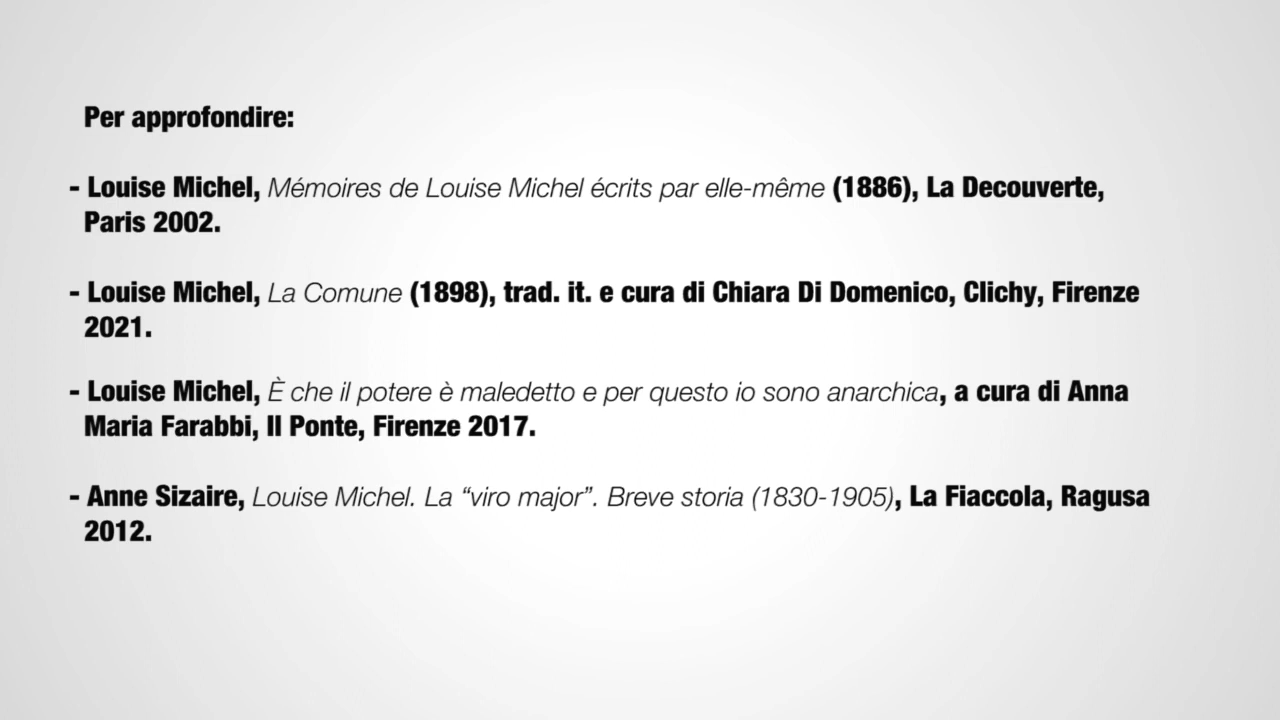 Per approfondire:
- Louise Michel, Mémoires de Louise Michel écrits par elle-même (1886), La Decouverte,
Paris 2002.
- Louise Michel, La Comune (1898), trad. it. e cura di Chiara Di Domenico, Clichy, Firenze
2021.
- Louise Michel, È che il potere è maledetto e per questo io sono anarchica, a cura di Anna
Maria Farabbi, Il Ponte, Firenze 2017.
- Anne Sizaire, Louise Michel. La “viro major”. Breve storia (1830-1905), La Fiaccola, Ragusa
2012.